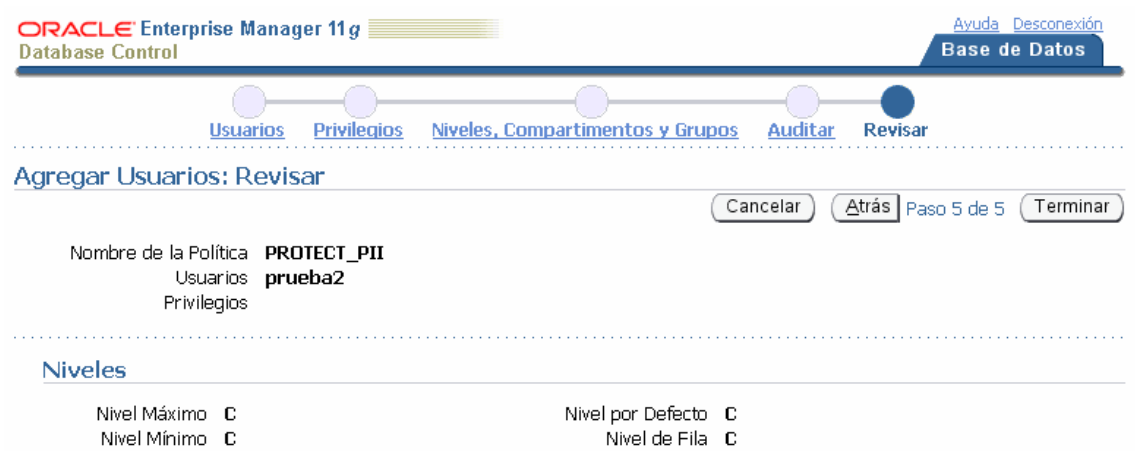 ORACLE Enterprise Manager 11g
Database Control
Ayuda Desconexión
Base de Datos
Usuarios Privilegios Niveles, Compartimentos y Grupos Auditar Revisar
Agregar Usuarios: Revisar
Cancelar Atrás Paso 5 de 5 Terminar
Nombre de la Política PROTECT_PII
Usuarios prueba2
Privilegios
Niveles
Nivel Máximo C Nivel por Defecto C
Nivel Mínimo C Nivel de Fila C